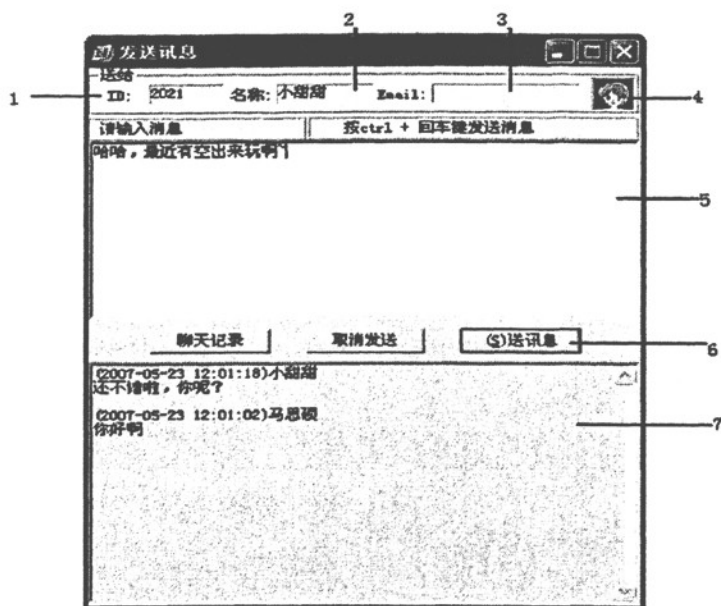 2
3
发送讯息
送给
1
ID: 2021 名称: 小甜甜 Email:
4
请输入消息 按ctrl + 回车键发送消息
哈哈，最近有空出来玩啊~
5
聊天记录 取消发送 (S)送讯息
6
(2007-05-23 12:01:18)小甜甜
还不错啦，你呢？
(2007-05-23 12:01:02)马恩硕
你好啊
7